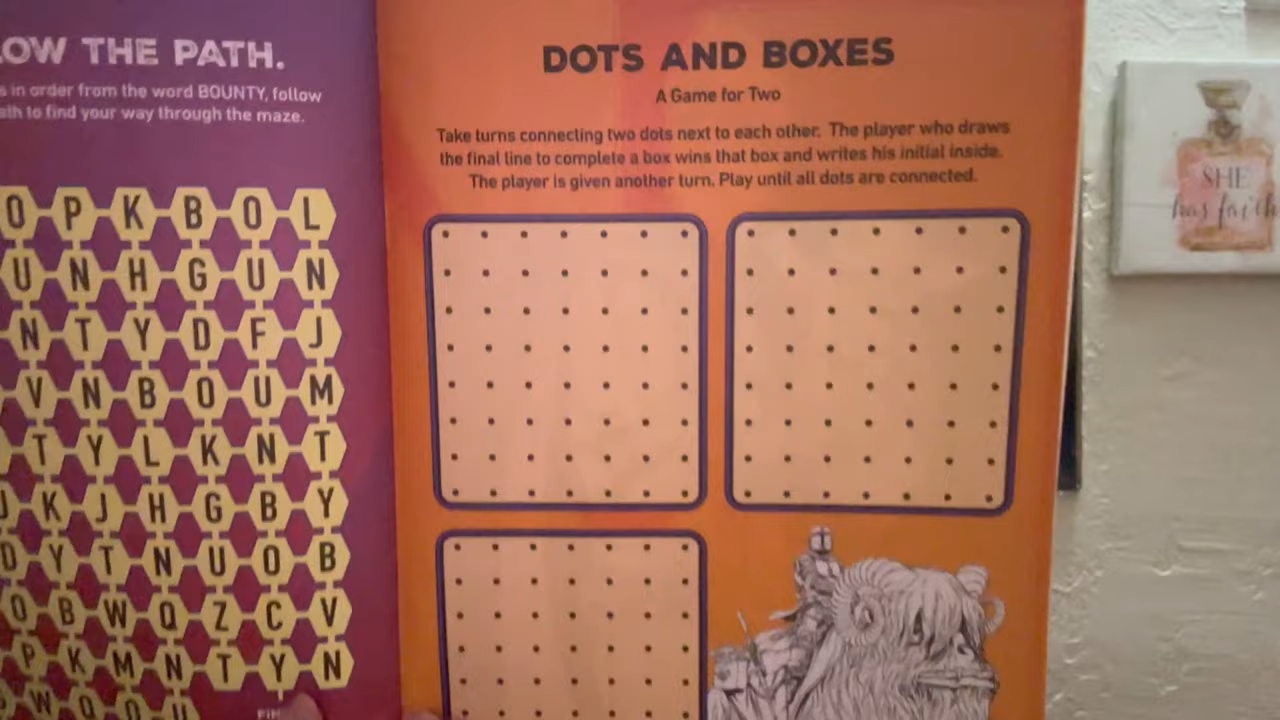 LOW THE PATH.
s in order from the word BOUNTY, follow
ath to find your way through the maze.
O P K B O L
U N H G U N
N T Y D F J
V N B O U M
T Y L K N T
J K J H G B Y
D Y T N U O B
O B W Q Z C V
P K M N T Y N
W Q O U
FIN
DOTS AND BOXES
A Game for Two
Take turns connecting two dots next to each other. The player who draws
the final line to complete a box wins that box and writes his initial inside.
The player is given another turn. Play until all dots are connected.
SHE
has faith